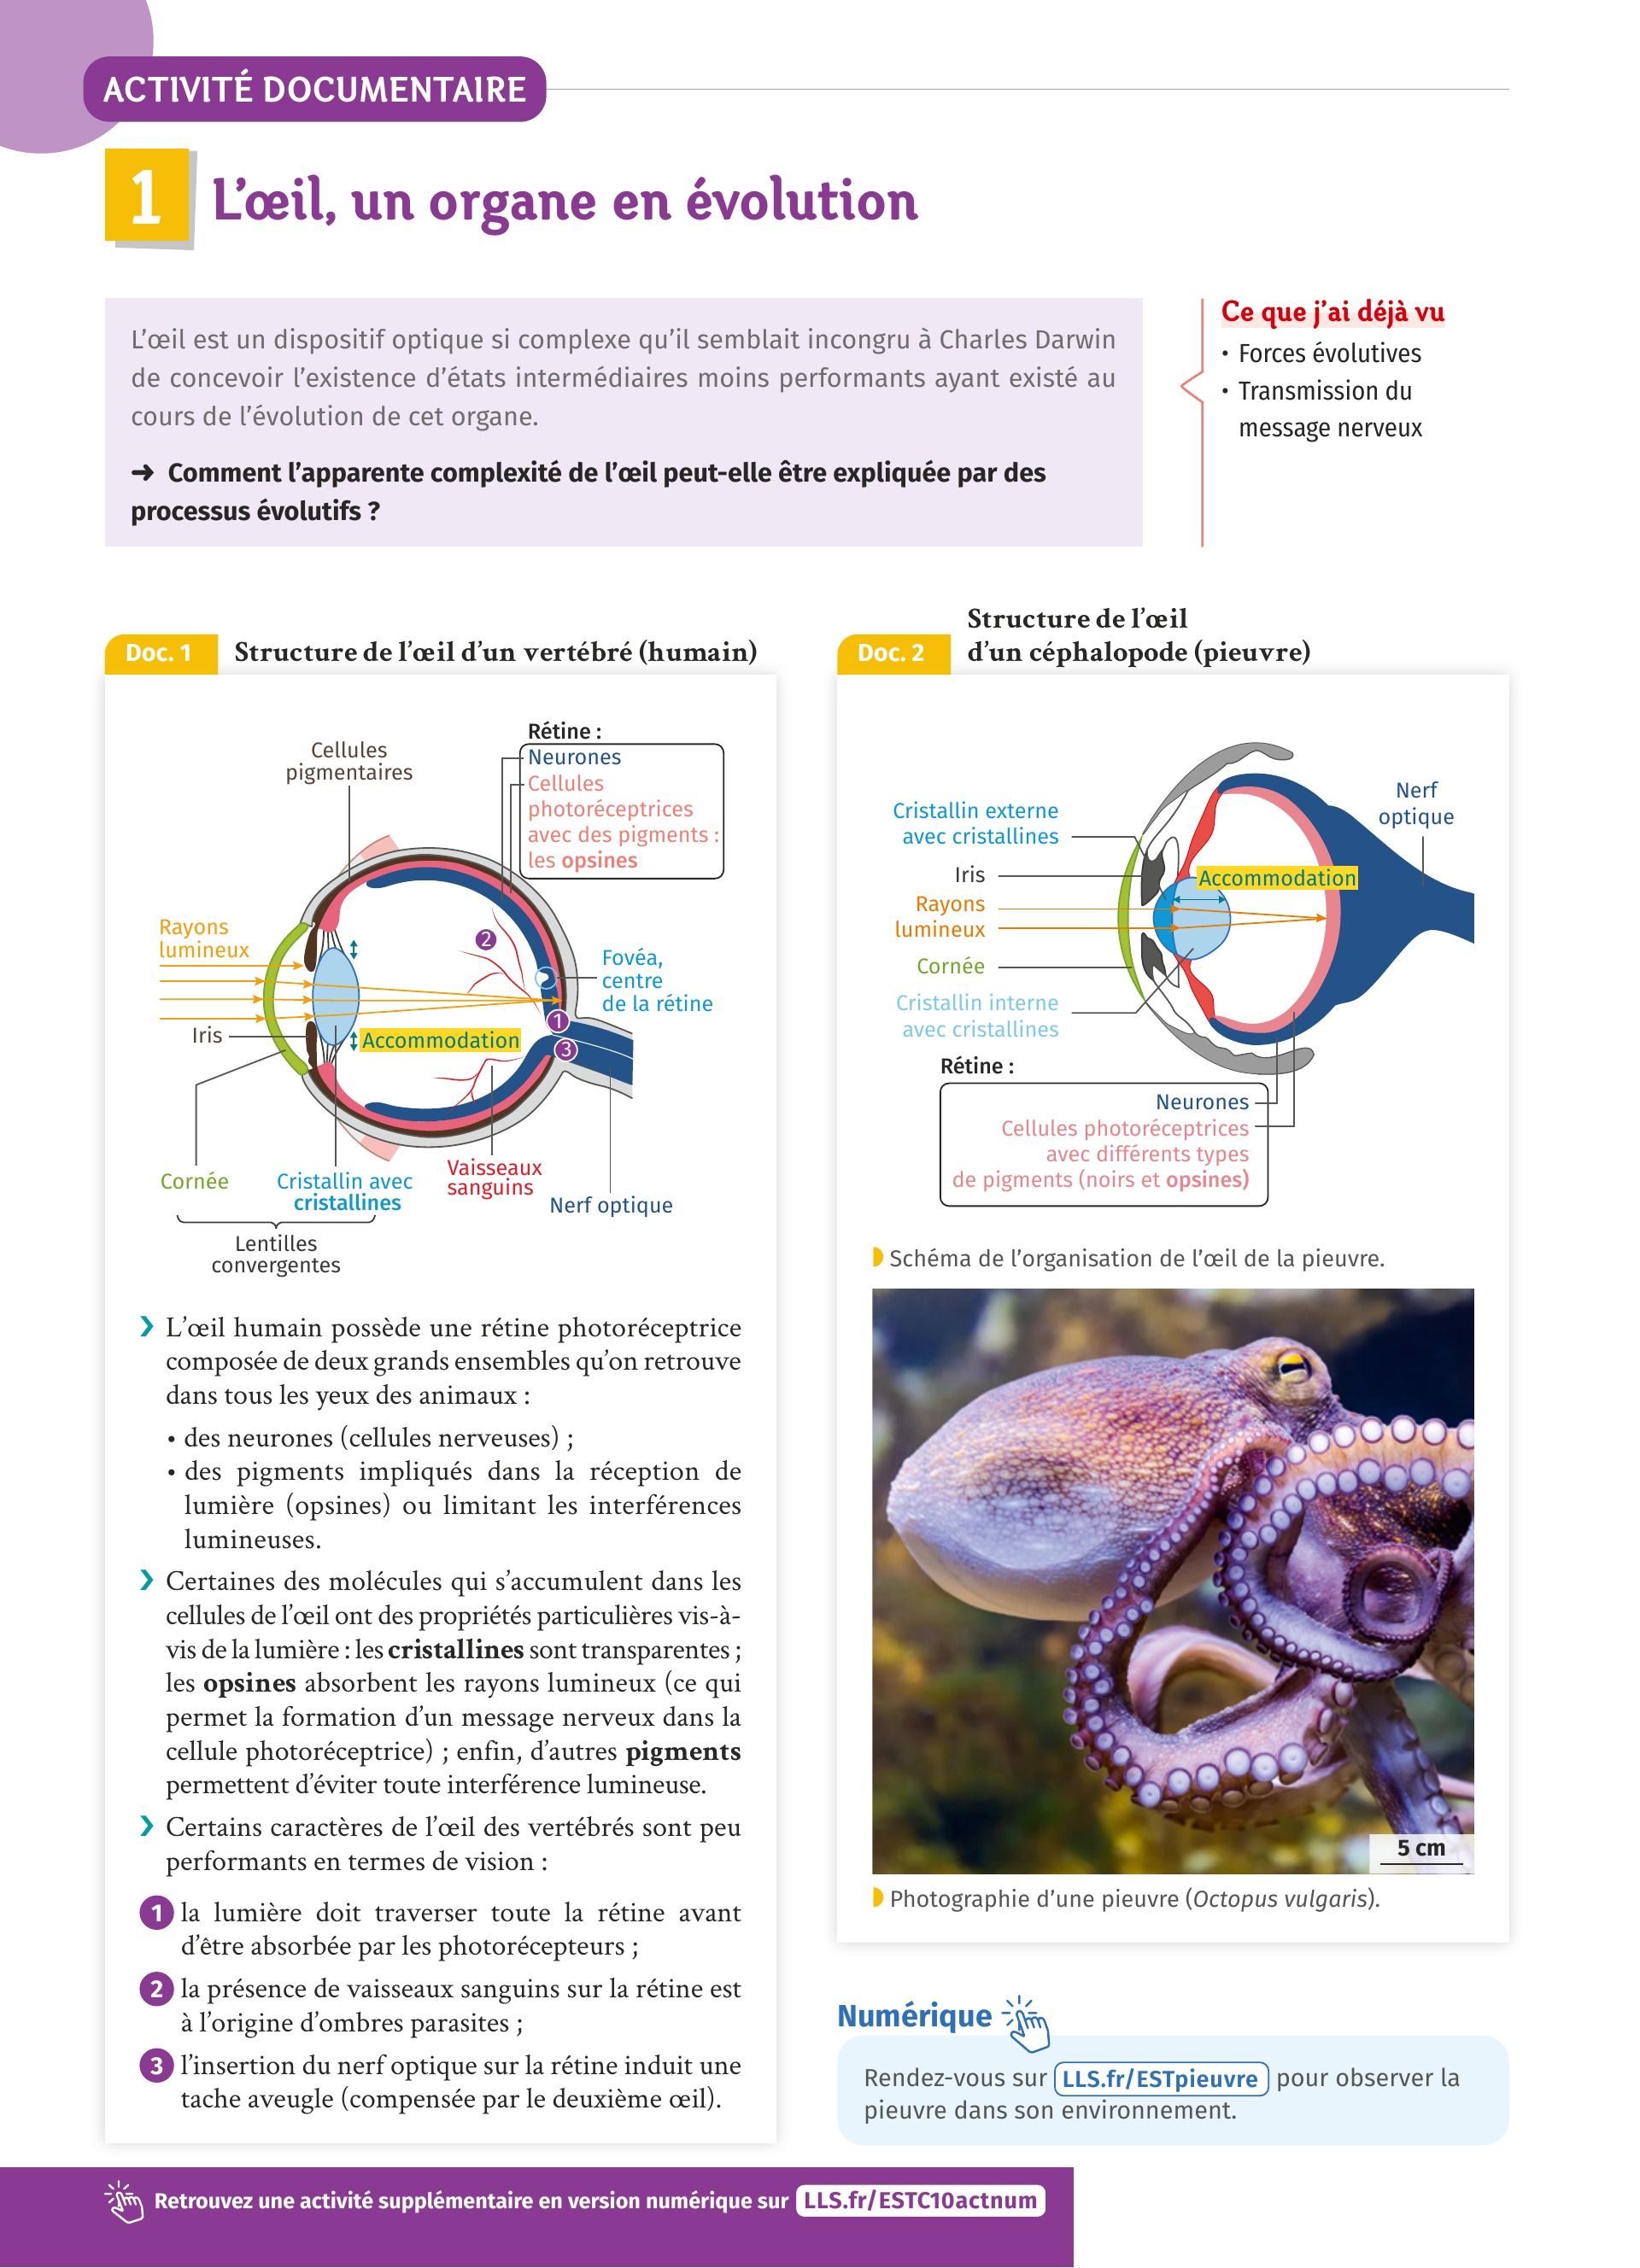 ACTIVITÉ DOCUMENTAIRE
1
L'œil, un organe en évolution
L'œil est un dispositif optique si complexe qu'il semblait incongru à Charles Darwin
de concevoir l'existence d'états intermédiaires moins performants ayant existé au
cours de l'évolution de cet organe.
➜ Comment l'apparente complexité de l'œil peut-elle être expliquée par des
processus évolutifs ?
Ce que j'ai déjà vu
• Forces évolutives
• Transmission du
message nerveux
Doc. 1
Structure de l'œil d'un vertébré (humain)
Cellules
pigmentaires
Rétine :
Neurones
Cellules
photoréceptrices
avec des pigments :
les opsines
Rayons
lumineux
2
Fovéa,
centre
de la rétine
1
Iris
Accommodation
3
Cornée
Cristallin avec
cristallines
Vaisseaux
sanguins
Nerf optique
Lentilles
convergentes
› L'œil humain possède une rétine photoréceptrice
composée de deux grands ensembles qu'on retrouve
dans tous les yeux des animaux :
• des neurones (cellules nerveuses) ;
• des pigments impliqués dans la réception de
lumière (opsines) ou limitant les interférences
lumineuses.
› Certaines des molécules qui s'accumulent dans les
cellules de l'œil ont des propriétés particulières vis-à-
vis de la lumière : les cristallines sont transparentes ;
les opsines absorbent les rayons lumineux (ce qui
permet la formation d'un message nerveux dans la
cellule photoréceptrice) ; enfin, d'autres pigments
permettent d'éviter toute interférence lumineuse.
› Certains caractères de l'œil des vertébrés sont peu
performants en termes de vision :
1 la lumière doit traverser toute la rétine avant
d'être absorbée par les photorécepteurs ;
2 la présence de vaisseaux sanguins sur la rétine est
à l'origine d'ombres parasites ;
3 l'insertion du nerf optique sur la rétine induit une
tache aveugle (compensée par le deuxième œil).
Doc. 2
Structure de l'œil
d'un céphalopode (pieuvre)
Cristallin externe
avec cristallines
Nerf
optique
Iris
Accommodation
Rayons
lumineux
Cornée
Cristallin interne
avec cristallines
Rétine :
Neurones
Cellules photoréceptrices
avec différents types
de pigments (noirs et opsines)
Schéma de l'organisation de l'œil de la pieuvre.
5 cm
Photographie d'une pieuvre (Octopus vulgaris).
Numérique
Rendez-vous sur LLS.fr/ESTpieuvre pour observer la
pieuvre dans son environnement.
Retrouvez une activité supplémentaire en version numérique sur LLS.fr/ESTC10actnum